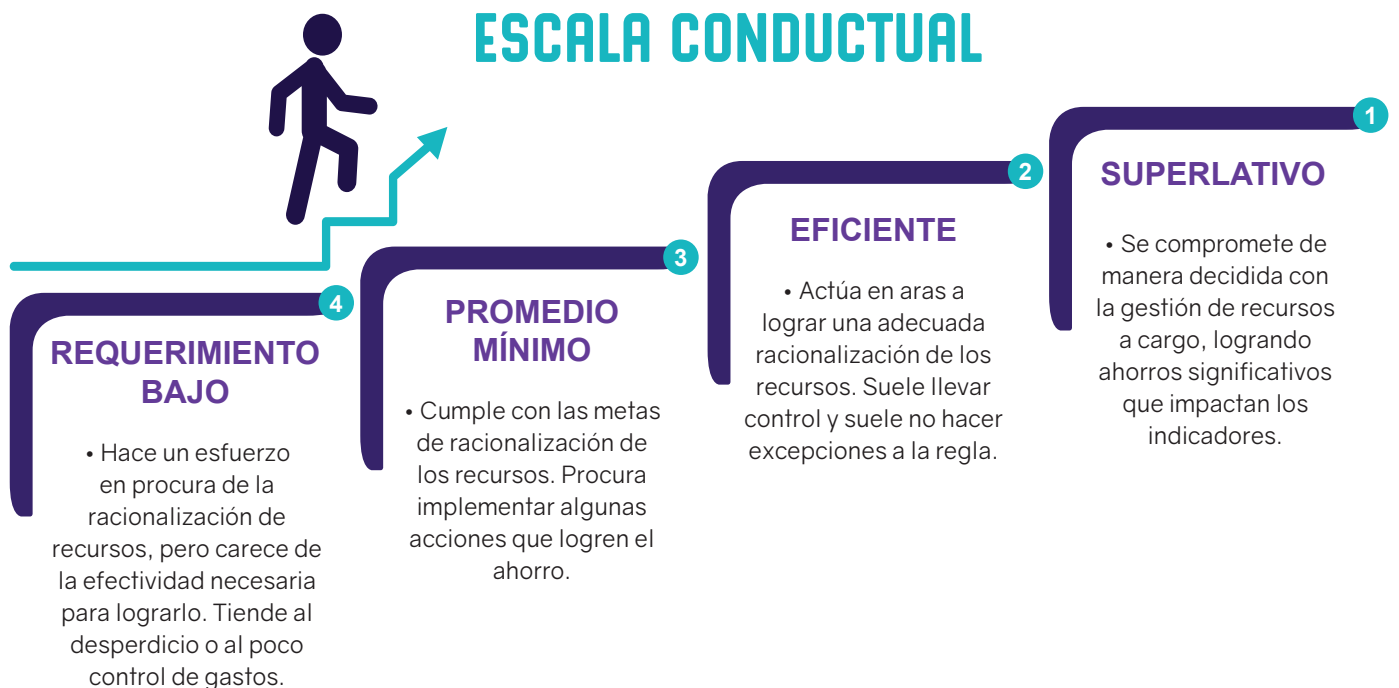 ESCALA CONDUCTUAL
4
REQUERIMIENTO
BAJO
• Hace un esfuerzo
en procura de la
racionalización de
recursos, pero carece de
la efectividad necesaria
para lograrlo. Tiende al
desperdicio o al poco
control de gastos.
3
PROMEDIO
MÍNIMO
• Cumple con las metas
de racionalización de
los recursos. Procura
implementar algunas
acciones que logren el
ahorro.
2
EFICIENTE
• Actúa en aras a
lograr una adecuada
racionalización de los
recursos. Suele llevar
control y suele no hacer
excepciones a la regla.
1
SUPERLATIVO
• Se compromete de
manera decidida con
la gestión de recursos
a cargo, logrando
ahorros significativos
que impactan los
indicadores.